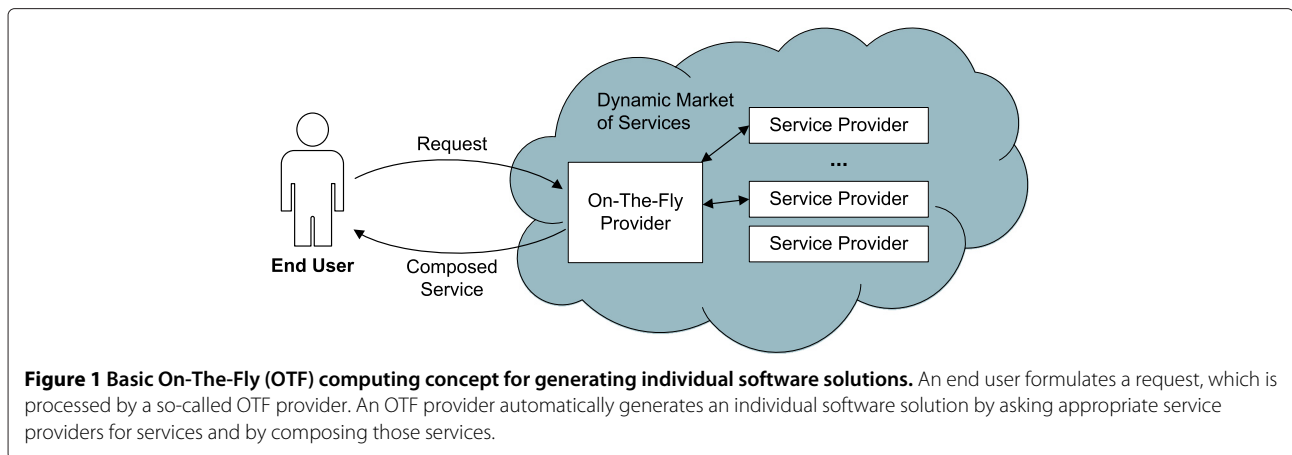 Dynamic Market
of Services
Service Provider
Request
...
On-The-Fly
Provider
Service Provider
Service Provider
End User
Composed
Service
Figure 1 Basic On-The-Fly (OTF) computing concept for generating individual software solutions. An end user formulates a request, which is
processed by a so-called OTF provider. An OTF provider automatically generates an individual software solution by asking appropriate service
providers for services and by composing those services.